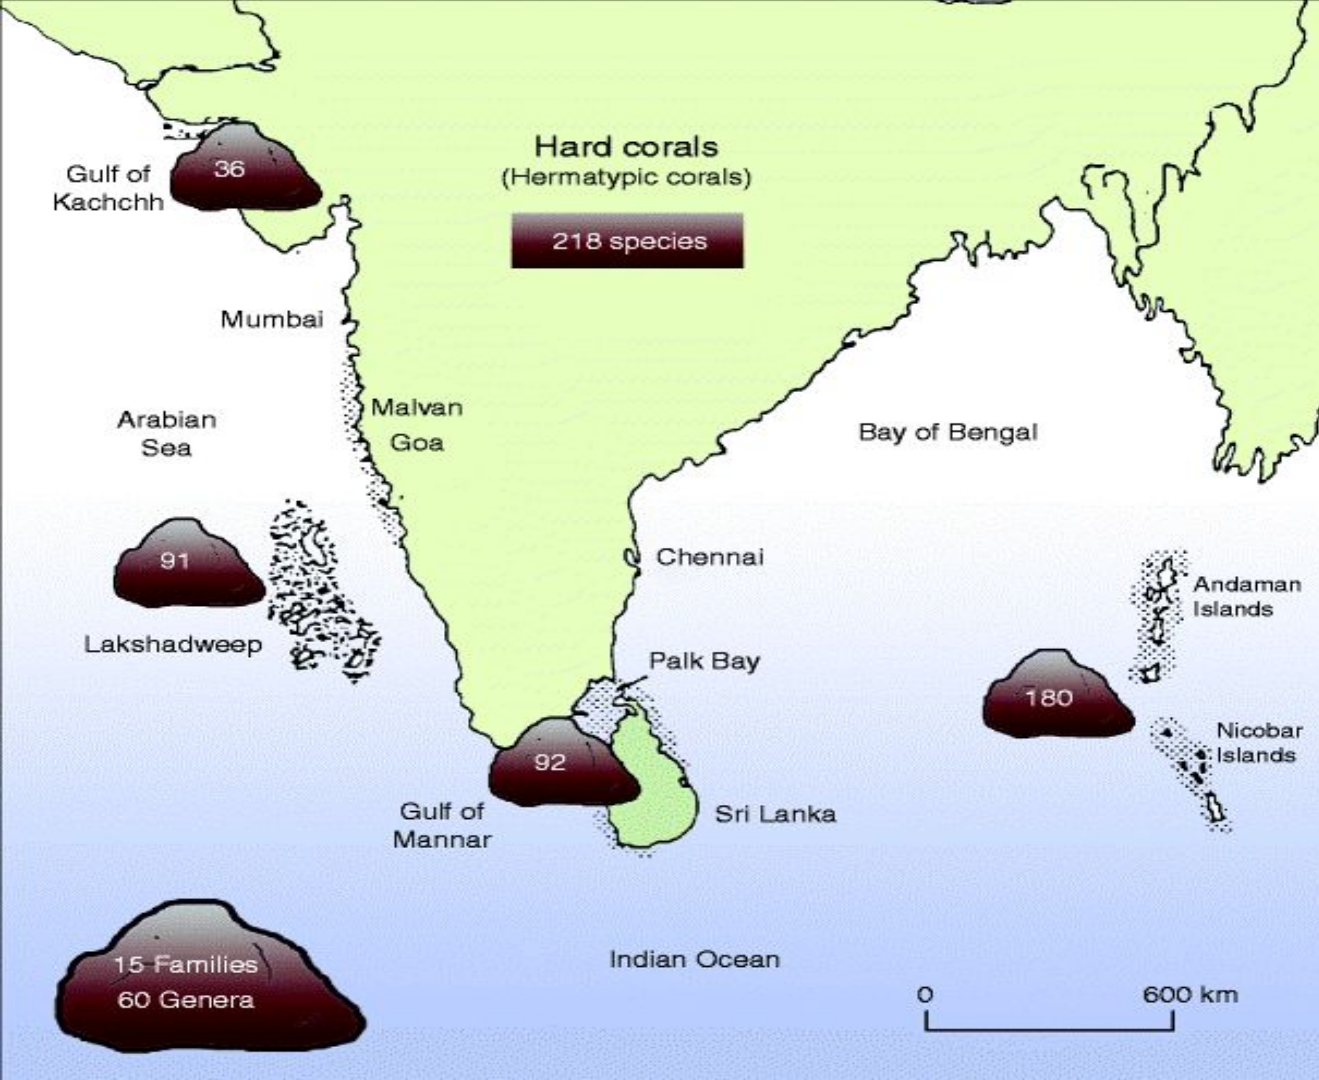 Hard corals
(Hermatypic corals)
218 species
36
Gulf of
Kachchh
Mumbai
Malvan
Goa
Arabian
Sea
Bay of Bengal
91
Lakshadweep
Chennai
Palk Bay
Andaman
Islands
180
Nicobar
Islands
92
Gulf of
Mannar
Sri Lanka
15 Families
60 Genera
Indian Ocean
0
600 km